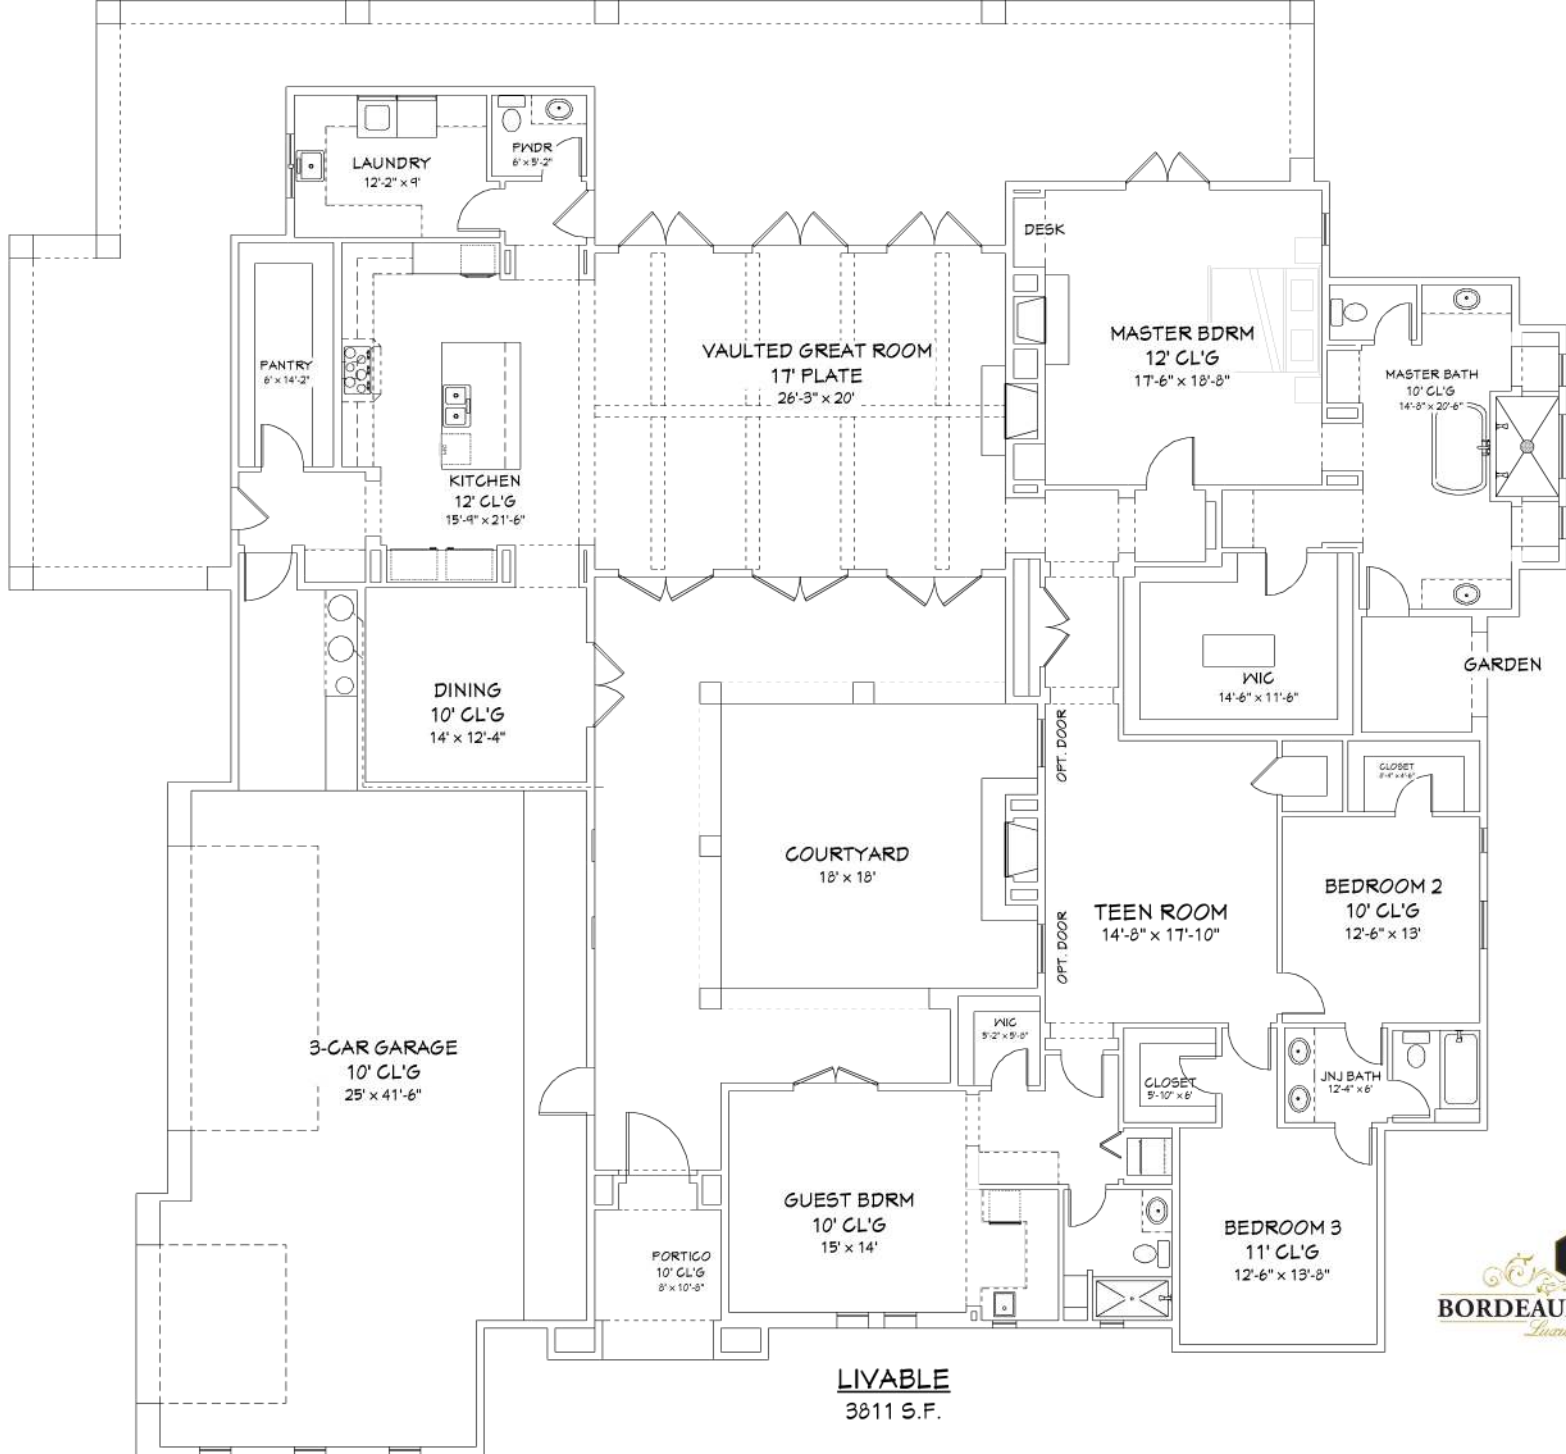 LAUNDRY
12'-2" x 9'
PWDR
6' x 5'-2"
DESK
PANTRY
6' x 14'-2"
VAULTED GREAT ROOM
17' PLATE
26'-3" x 20'
MASTER BDRM
12' CL'G
17'-6" x 18'-8"
MASTER BATH
10' CL'G
14'-8" x 20'-6"
KITCHEN
12' CL'G
15'-9" x 21'-6"
DINING
10' CL'G
14' x 12'-4"
WIC
14'-6" x 11'-6"
GARDEN
OPT. DOOR
CLOSET
COURTYARD
18' x 18'
TEEN ROOM
14'-8" x 17'-10"
BEDROOM 2
10' CL'G
12'-6" x 13'
OPT. DOOR
3-CAR GARAGE
10' CL'G
25' x 41'-6"
WIC
5'-2" x 5'-8"
CLOSET
5'-10" x 6'
JNJ BATH
12'-4" x 6'
GUEST BDRM
10' CL'G
15' x 14'
PORTICO
10' CL'G
8' x 10'-8"
BEDROOM 3
11' CL'G
12'-6" x 13'-8"
BORDEAU
LIVABLE
3811 S.F.